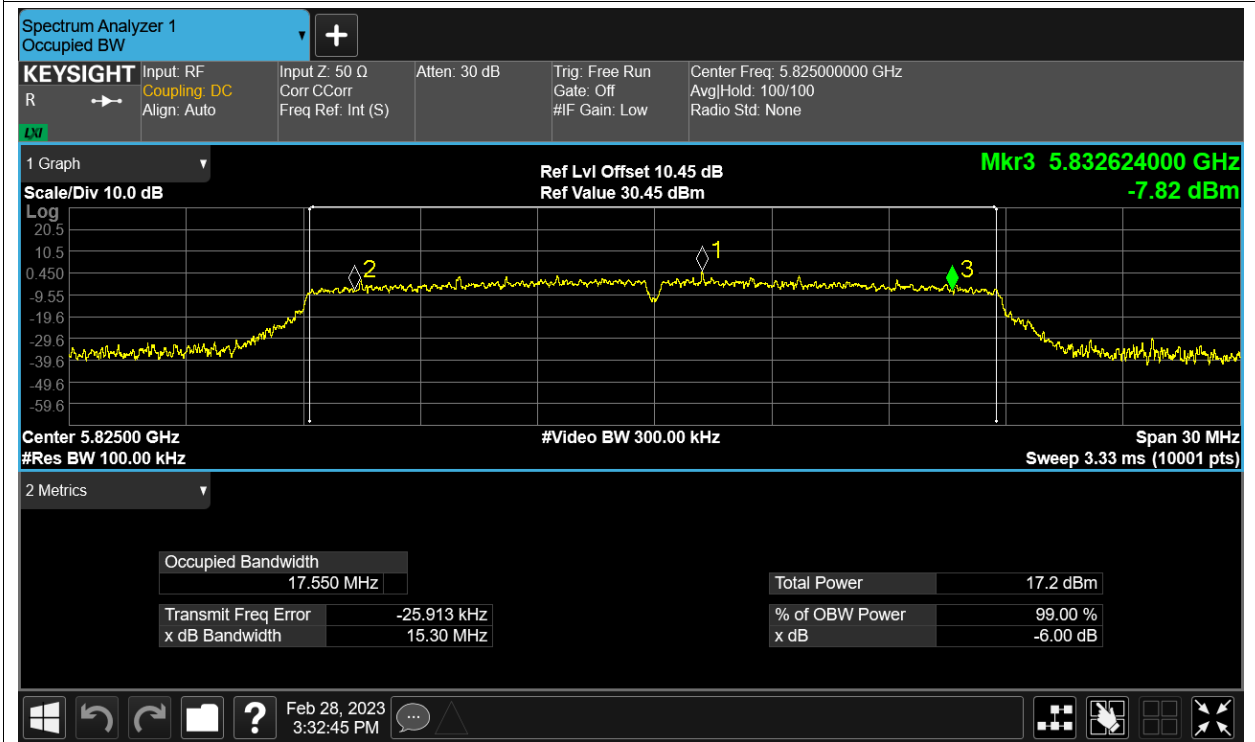 Spectrum Analyzer 1
Occupied BW
KEYSIGHT
R
LXI
Input: RF
Coupling: DC
Align: Auto
Input Z: 50 Ω
Corr CCorr
Freq Ref: Int (S)
Atten: 30 dB
Trig: Free Run
Gate: Off
#IF Gain: Low
Center Freq: 5.825000000 GHz
Avg|Hold: 100/100
Radio Std: None
1 Graph
Scale/Div 10.0 dB
Ref Lvl Offset 10.45 dB
Ref Value 30.45 dBm
Mkr3 5.832624000 GHz
-7.82 dBm
Log
20.5
10.5
0.450
-9.55
-19.6
-29.6
-39.6
-49.6
-59.6
2
1
3
Center 5.82500 GHz
#Res BW 100.00 kHz
#Video BW 300.00 kHz
Span 30 MHz
Sweep 3.33 ms (10001 pts)
2 Metrics
Occupied Bandwidth
17.550 MHz
Transmit Freq Error -25.913 kHz
x dB Bandwidth 15.30 MHz
Total Power 17.2 dBm
% of OBW Power 99.00 %
x dB -6.00 dB
?
Feb 28, 2023
3:32:45 PM